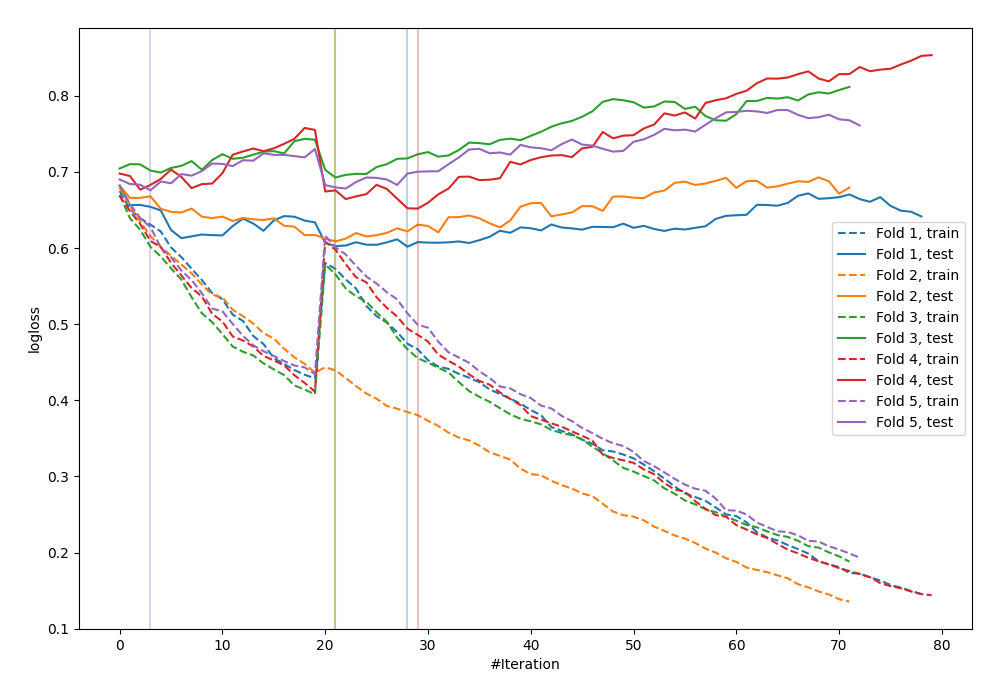 0.8
0.7
0.6
0.5
0.4
0.3
0.2
0.1
logloss
0 10 20 30 40 50 60 70 80
#Iteration
Fold 1, train
Fold 1, test
Fold 2, train
Fold 2, test
Fold 3, train
Fold 3, test
Fold 4, train
Fold 4, test
Fold 5, train
Fold 5, test